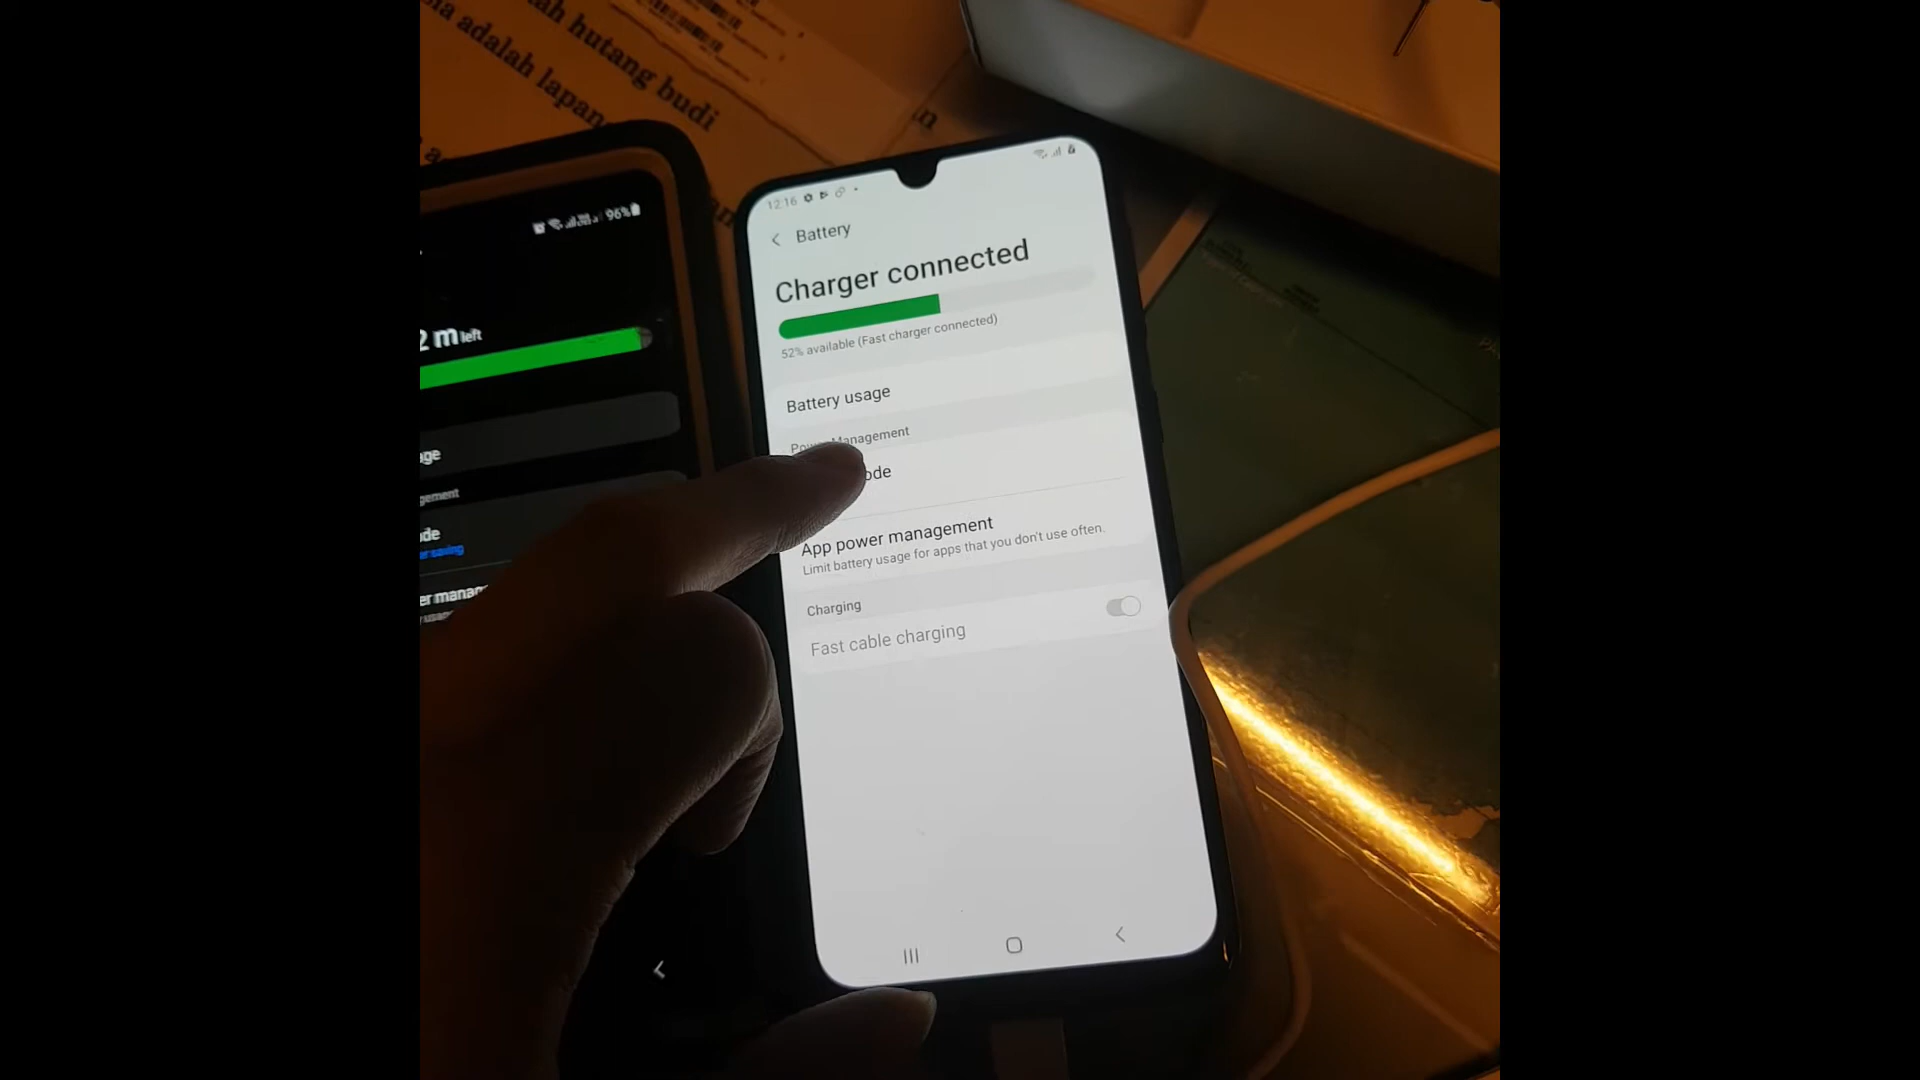 adalah lapan
hutang budi
96%
2 m left
ode
12:16
Battery
Charger connected
52% available (Fast charger connected)
Battery usage
Management
ode
App power management
Limit battery usage for apps that you don't use often.
Charging
Fast cable charging